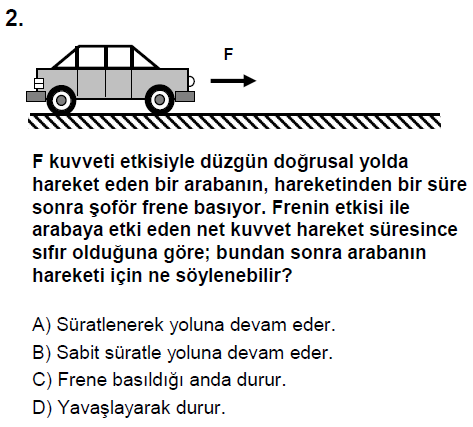 2.
F
F kuvveti etkisiyle düzgün doğrusal yolda
hareket eden bir arabanın, hareketinden bir süre
sonra şoför frene basıyor. Frenin etkisi ile
arabaya etki eden net kuvvet hareket süresince
sıfır olduğuna göre; bundan sonra arabanın
hareketi için ne söylenebilir?
A) Süratlenerek yoluna devam eder.
B) Sabit süratle yoluna devam eder.
C) Frene basıldığı anda durur.
D) Yavaşlayarak durur.